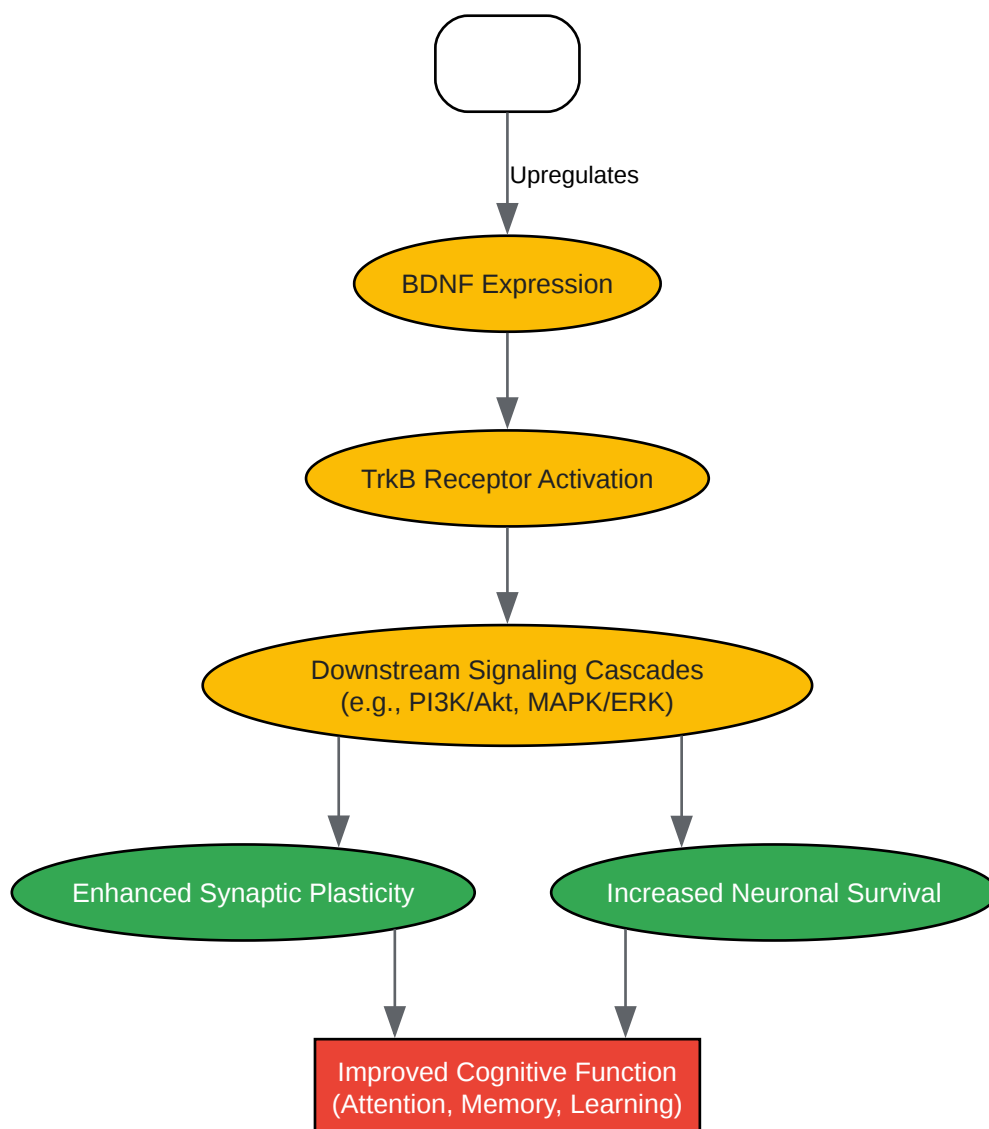 Upregulates
BDNF Expression
TrkB Receptor Activation
Downstream Signaling Cascades
(e.g., PI3K/Akt, MAPK/ERK)
Enhanced Synaptic Plasticity
Increased Neuronal Survival
Improved Cognitive Function
(Attention, Memory, Learning)